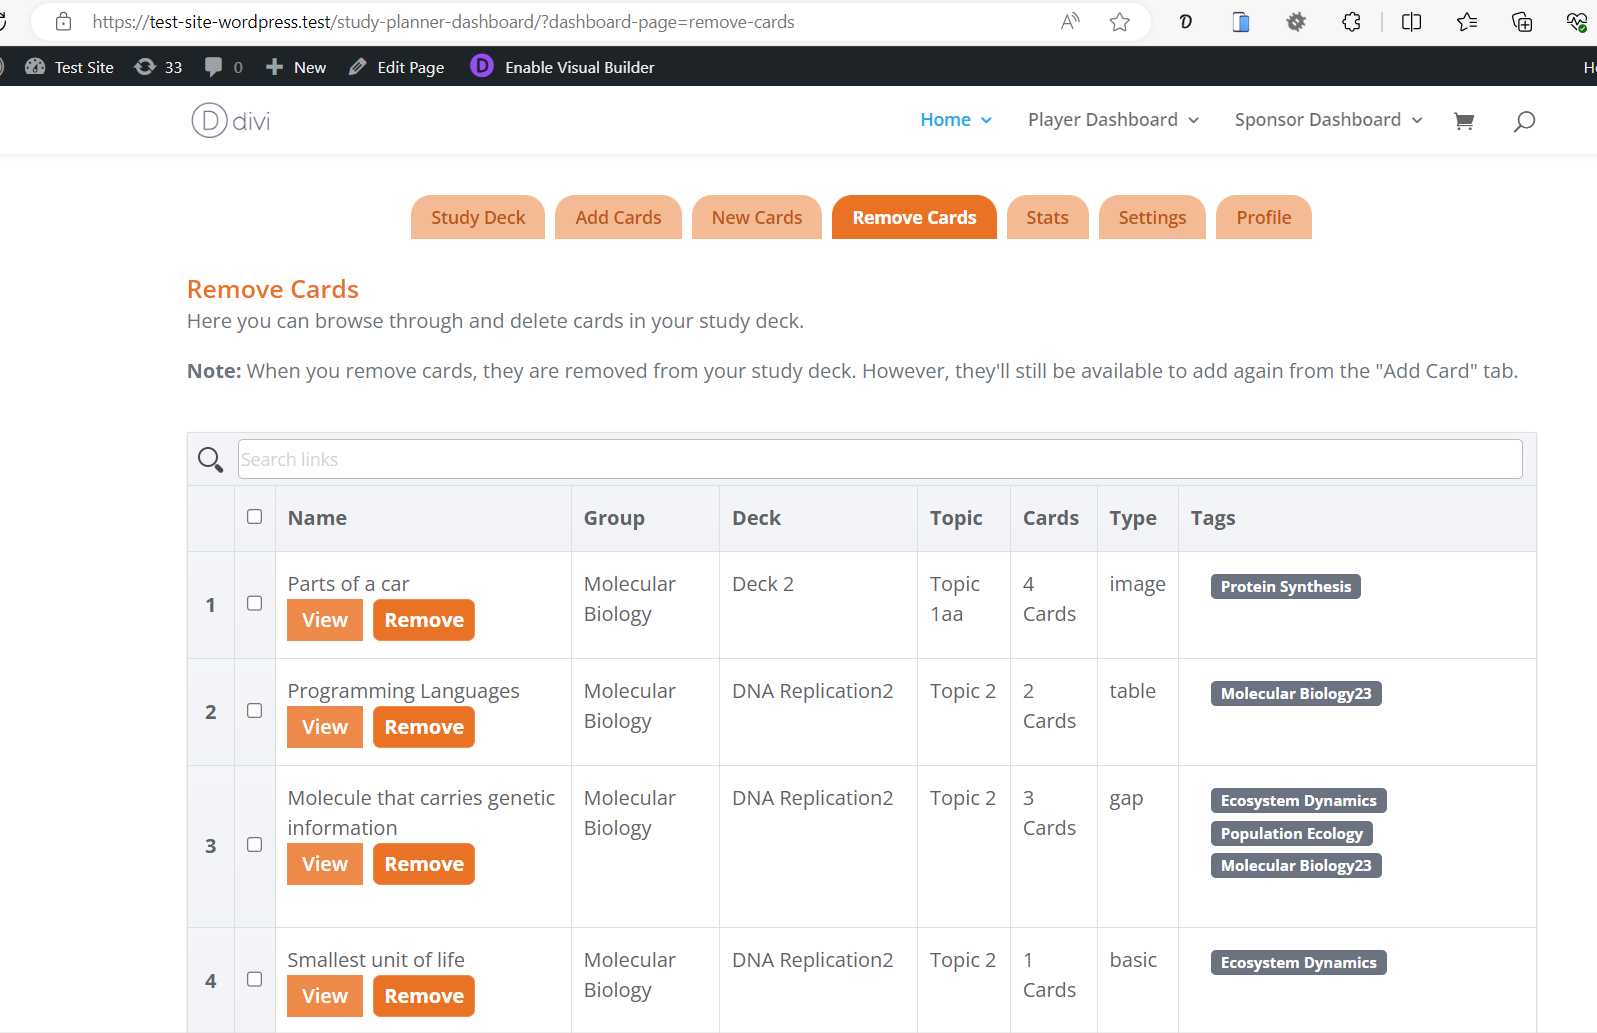 https://test-site-wordpress.test/study-planner-dashboard/?dashboard-page=remove-cards
Test Site 33 0 New Edit Page D Enable Visual Builder
D divi Home Player Dashboard Sponsor Dashboard
Study Deck Add Cards New Cards Remove Cards Stats Settings Profile
Remove Cards
Here you can browse through and delete cards in your study deck.
Note: When you remove cards, they are removed from your study deck. However, they'll still be available to add again from the "Add Card" tab.
Search links
Name Group Deck Topic Cards Type Tags
1 Parts of a car Molecular Biology Deck 2 Topic 1aa 4 Cards image Protein Synthesis
View Remove
2 Programming Languages Molecular Biology DNA Replication2 Topic 2 2 Cards table Molecular Biology23
View Remove
3 Molecule that carries genetic information Molecular Biology DNA Replication2 Topic 2 3 Cards gap Ecosystem Dynamics
Population Ecology
Molecular Biology23
View Remove
4 Smallest unit of life Molecular Biology DNA Replication2 Topic 2 1 Cards basic Ecosystem Dynamics
View Remove